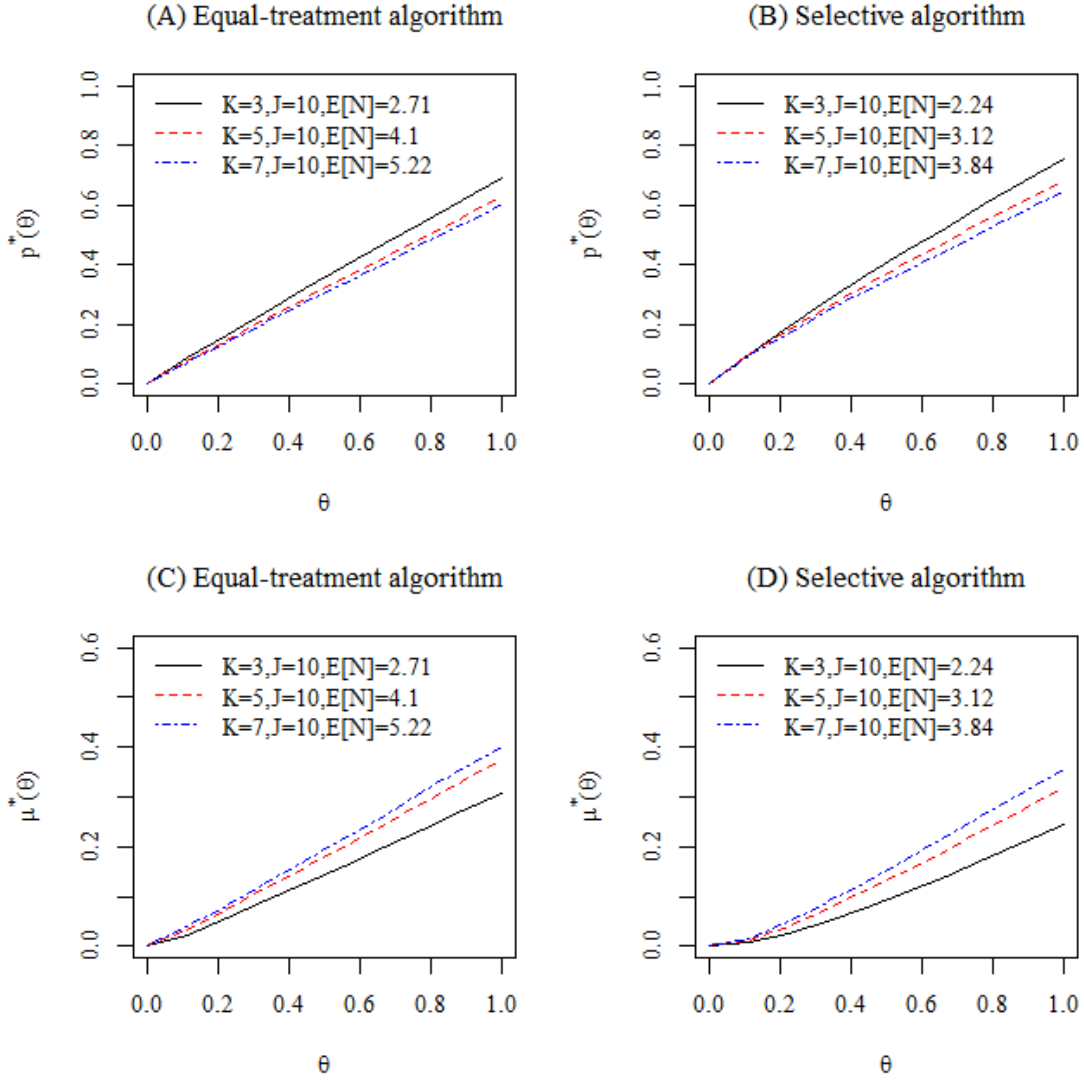 (A) Equal-treatment algorithm
(B) Selective algorithm
K=3,J=10,E[N]=2.71
K=5,J=10,E[N]=4.1
K=7,J=10,E[N]=5.22
K=3,J=10,E[N]=2.24
K=5,J=10,E[N]=3.12
K=7,J=10,E[N]=3.84
p*(θ)
0.0 0.2 0.4 0.6 0.8 1.0
p*(θ)
0.0 0.2 0.4 0.6 0.8 1.0
0.0 0.2 0.4 0.6 0.8 1.0
0.0 0.2 0.4 0.6 0.8 1.0
θ
θ
(C) Equal-treatment algorithm
(D) Selective algorithm
K=3,J=10,E[N]=2.71
K=5,J=10,E[N]=4.1
K=7,J=10,E[N]=5.22
K=3,J=10,E[N]=2.24
K=5,J=10,E[N]=3.12
K=7,J=10,E[N]=3.84
μ*(θ)
0.0 0.2 0.4 0.6
μ*(θ)
0.0 0.2 0.4 0.6
0.0 0.2 0.4 0.6 0.8 1.0
0.0 0.2 0.4 0.6 0.8 1.0
θ
θ